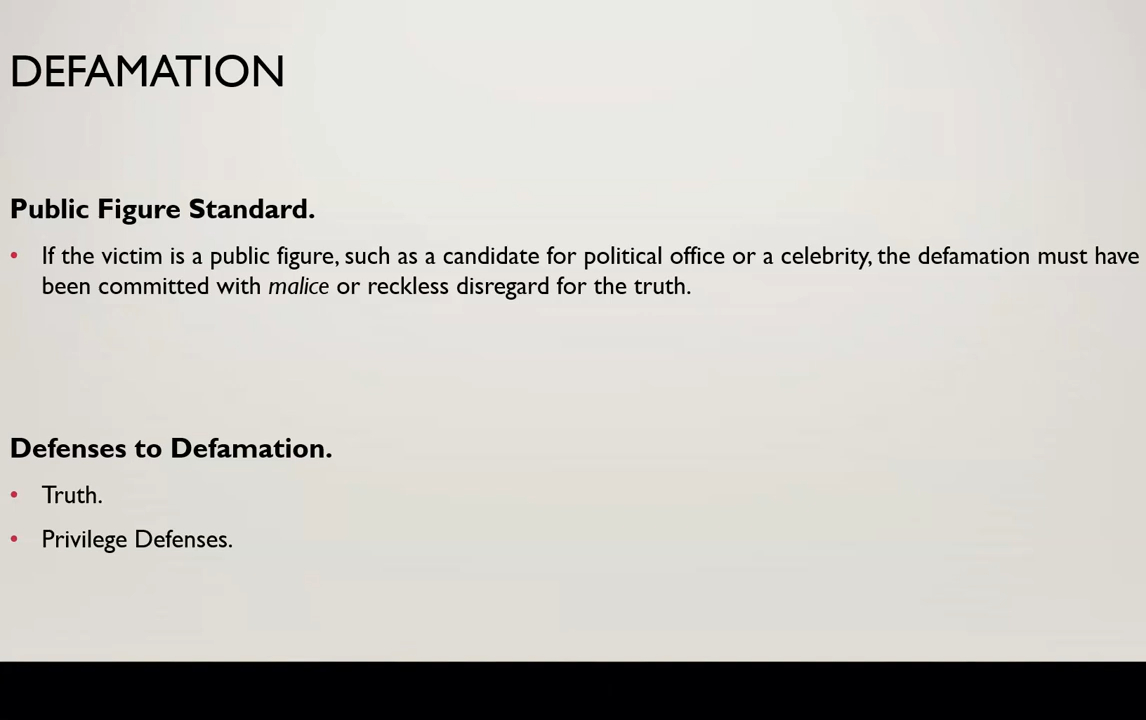 DEFAMATION
Public Figure Standard.
• If the victim is a public figure, such as a candidate for political office or a celebrity, the defamation must have
been committed with malice or reckless disregard for the truth.
Defenses to Defamation.
• Truth.
• Privilege Defenses.